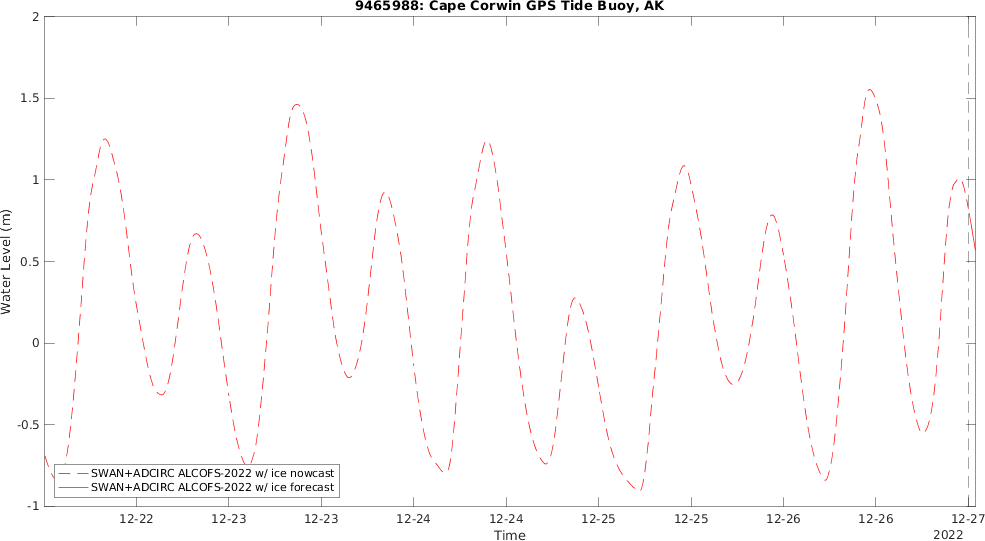 9465988: Cape Corwin GPS Tide Buoy, AK
2
1.5
1
0.5
0
-0.5
-1
Water Level (m)
SWAN+ADCIRC ALCOFS-2022 w/ ice nowcast
SWAN+ADCIRC ALCOFS-2022 w/ ice forecast
12-22 12-23 12-23 12-24 12-24 12-25 12-25 12-26 12-26 12-27
Time
2022